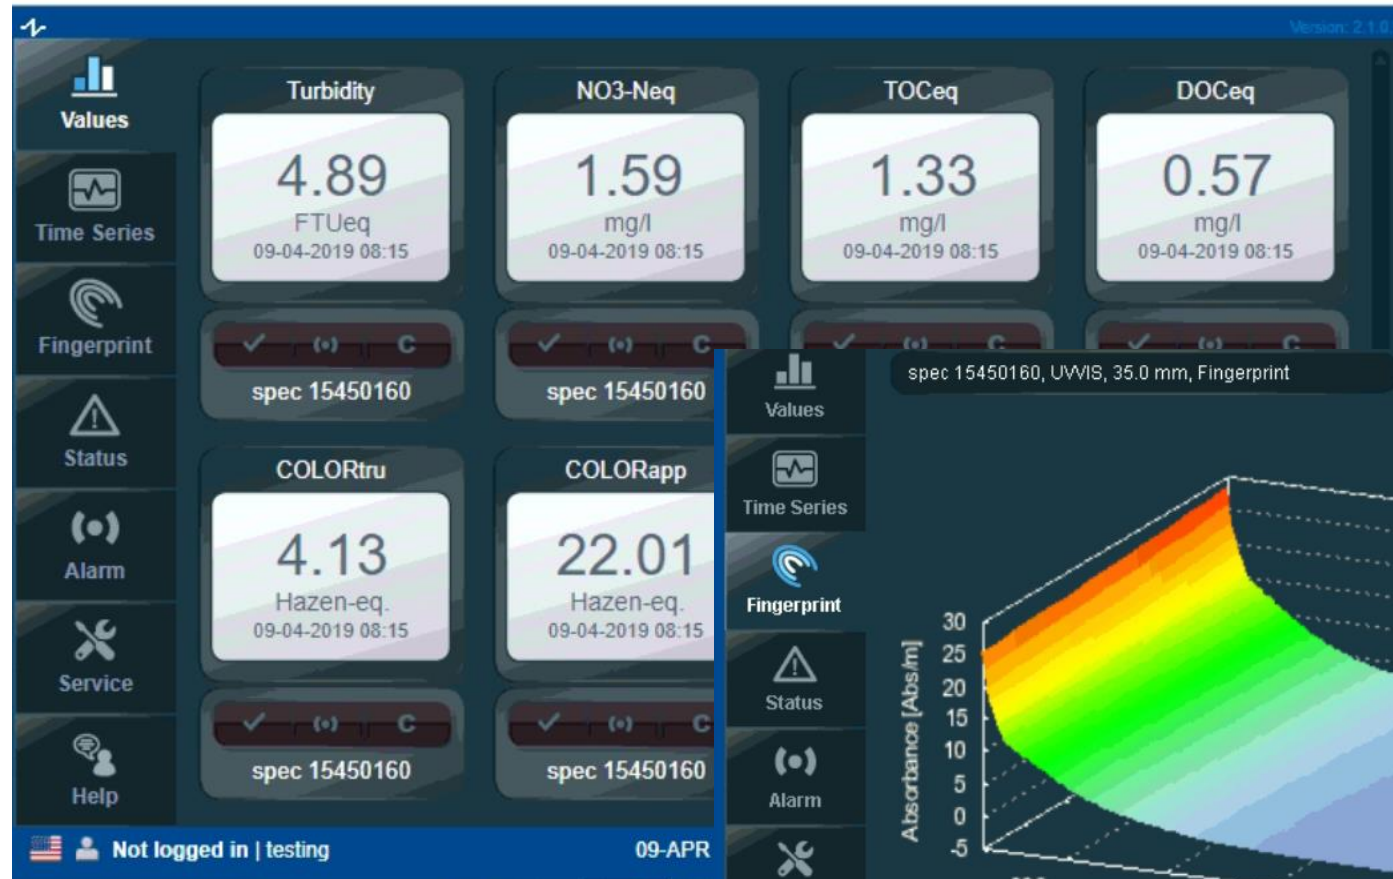 Version: 2.1.0.
Values
Time Series
Fingerprint
Status
Alarm
Service
Help
Turbidity
4.89
FTUeq
09-04-2019 08:15
C
spec 15450160
NO3-Neq
1.59
mg/l
09-04-2019 08:15
C
spec 15450160
TOCeq
1.33
mg/l
09-04-2019 08:15
C
DOCeq
0.57
mg/l
09-04-2019 08:15
C
COLORtru
4.13
Hazen-eq.
09-04-2019 08:15
C
spec 15450160
COLORapp
22.01
Hazen-eq.
09-04-2019 08:15
C
spec 15450160
Not logged in | testing
09-APR
Values
Time Series
Fingerprint
Status
Alarm
spec 15450160, UVVIS, 35.0 mm, Fingerprint
Absorbance [Abs/m]
30
25
20
15
10
5
0
-5